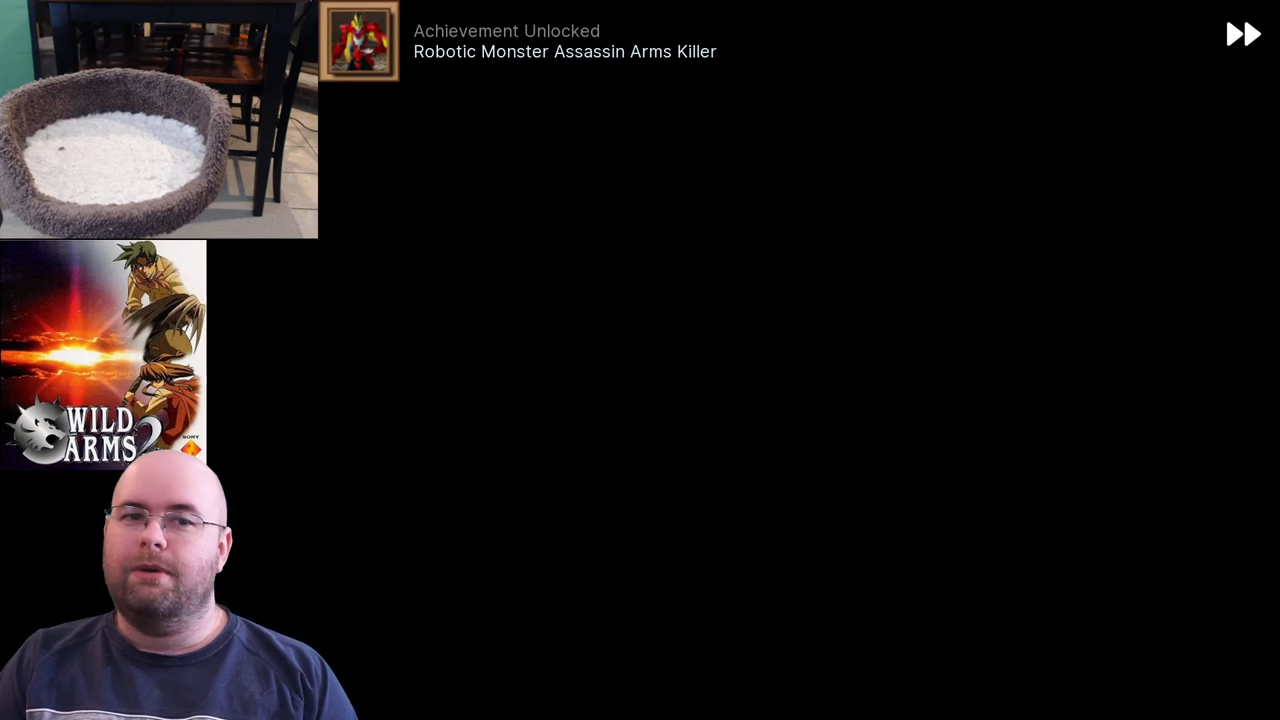 Achievement Unlocked
Robotic Monster Assassin Arms Killer
WILD
ARMS 2
SONY